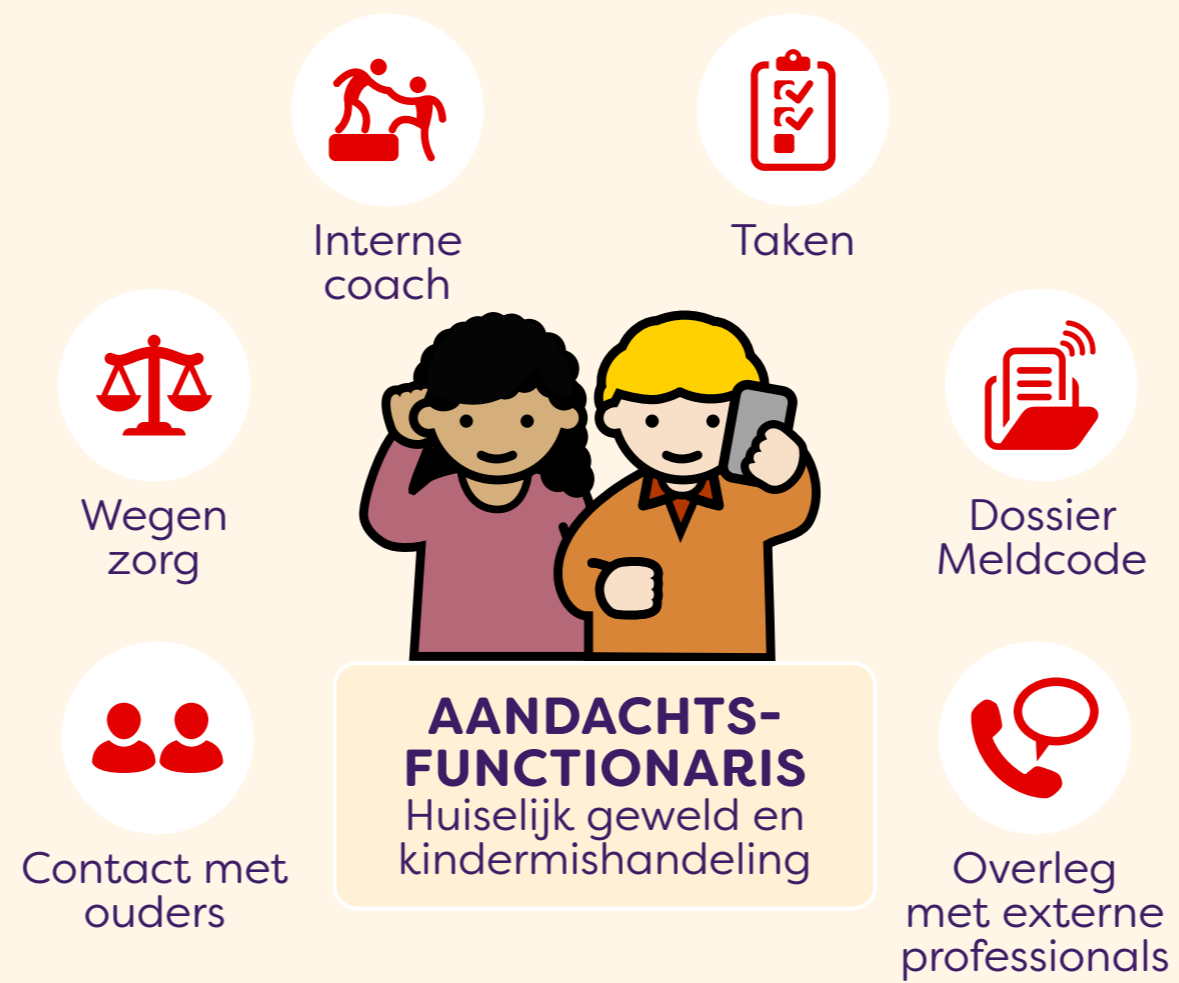 Interne
coach
Taken
Wegen
zorg
Dossier
Meldcode
AANDACHTS-
FUNCTIONARIS
Huiselijk geweld en
kindermishandeling
Contact met
ouders
Overleg
met externe
professionals